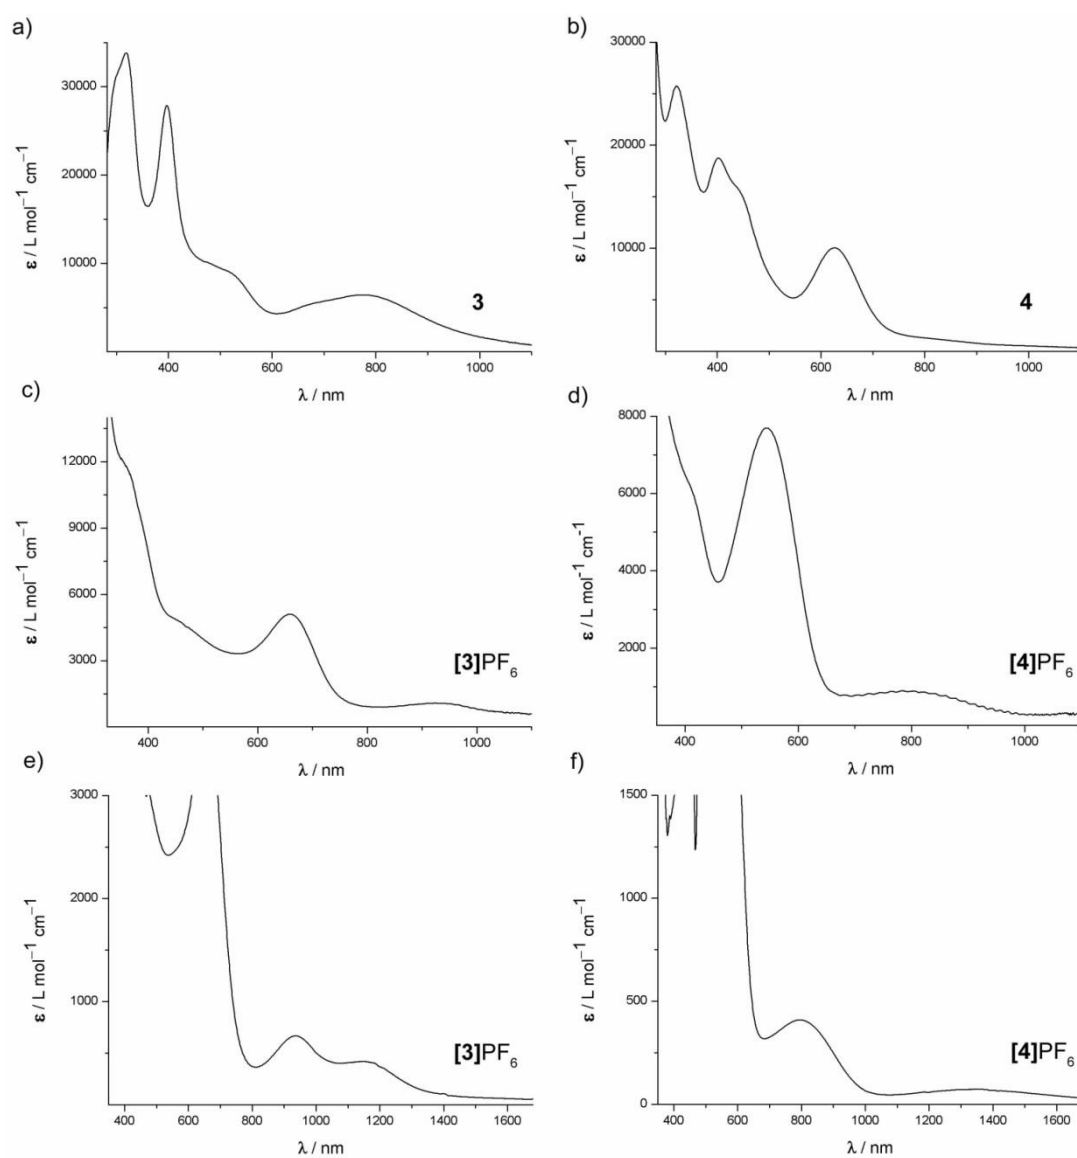 a)
30000
20000
10000
ε / L mol⁻¹ cm⁻¹
3
400 600 800 1000
λ / nm
b)
30000
20000
10000
ε / L mol⁻¹ cm⁻¹
4
400 600 800 1000
λ / nm
c)
12000
9000
6000
3000
ε / L mol⁻¹ cm⁻¹
[3]PF₆
400 600 800 1000
λ / nm
d)
8000
6000
4000
2000
ε / L mol⁻¹ cm⁻¹
[4]PF₆
400 600 800 1000
λ / nm
e)
3000
2000
1000
ε / L mol⁻¹ cm⁻¹
[3]PF₆
400 600 800 1000 1200 1400 1600
λ / nm
f)
1500
1000
500
0
ε / L mol⁻¹ cm⁻¹
[4]PF₆
400 600 800 1000 1200 1400 1600
λ / nm